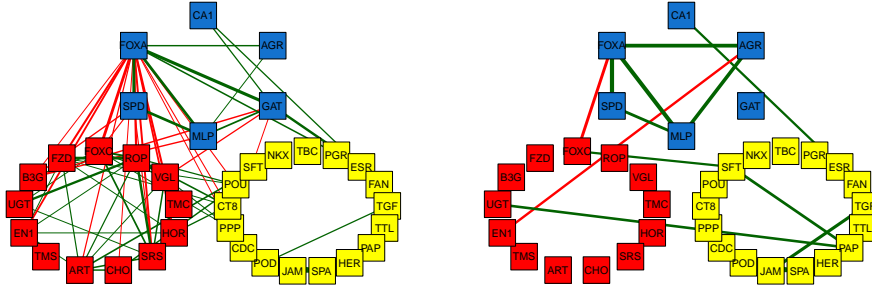 CA1
FOXA
AGR
SPD
GAT
MLP
FZD
FOXC
ROP
B3G
VGL
UGT
TMC
EN1
HOR
TMS
SRS
ART
CHO
NKX
TBC
PGR
SFT
ESR
POU
FAN
CT8
TGF
PPP
TTL
CDC
PAP
POD
HER
JAM
SPA
CA1
FOXA
AGR
SPD
GAT
MLP
FZD
FOXC
ROP
B3G
VGL
UGT
TMC
EN1
HOR
TMS
SRS
ART
CHO
NKX
TBC
PGR
SFT
ESR
POU
FAN
CT8
TGF
PPP
TTL
CDC
PAP
POD
HER
JAM
SPA